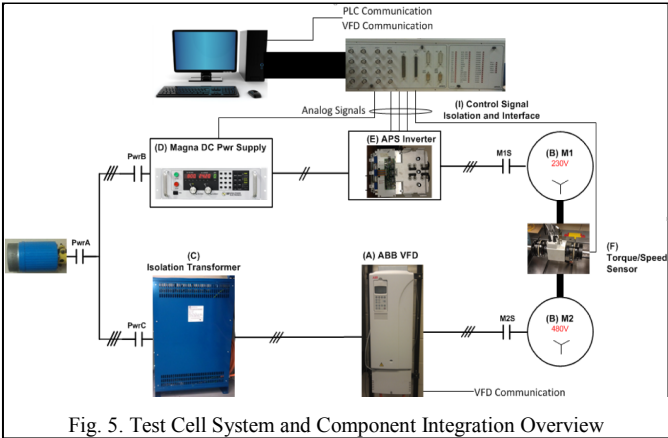 PLC Communication
VFD Communication
Analog Signals
(I) Control Signal
Isolation and Interface
(D) Magna DC Pwr Supply
(E) APS Inverter
PwrB
M1S
(B) M1
230V
PwrA
(F)
Torque/Speed
Sensor
(C)
Isolation Transformer
(A) ABB VFD
PwrC
M2S
(B) M2
480V
VFD Communication
Fig. 5. Test Cell System and Component Integration Overview